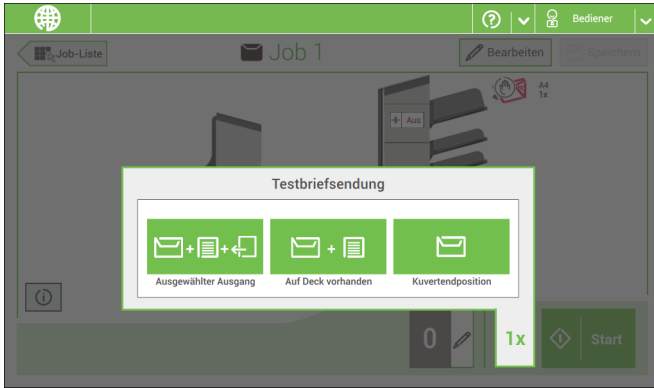 Bediener
Job-Liste
Job 1
Bearbeiten
Speichern
A4
1x
Aus
Testbriefsendung
Ausgewählter Ausgang
Auf Deck vorhanden
Kuvertendposition
0
1x
Start